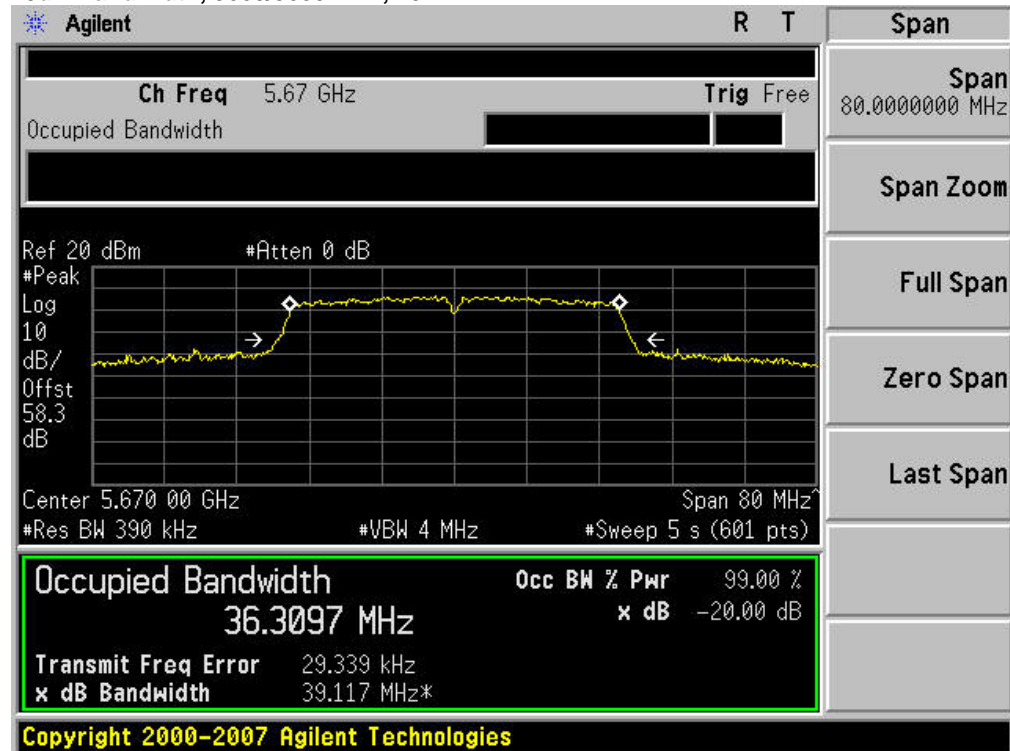 Agilent
R T
Span
Ch Freq 5.67 GHz
Trig Free
Occupied Bandwidth
Span
80.0000000 MHz
Span Zoom
Full Span
Zero Span
Last Span
Ref 20 dBm
#Atten 0 dB
#Peak
Log
10
dB/
Offst
58.3
dB
Center 5.670 00 GHz
Span 80 MHz^
#Res BW 390 kHz
#VBW 4 MHz
#Sweep 5 s (601 pts)
Occupied Bandwidth
36.3097 MHz
Occ BW % Pwr 99.00 %
x dB -20.00 dB
Transmit Freq Error 29.339 kHz
x dB Bandwidth 39.117 MHz*
Copyright 2000-2007 Agilent Technologies